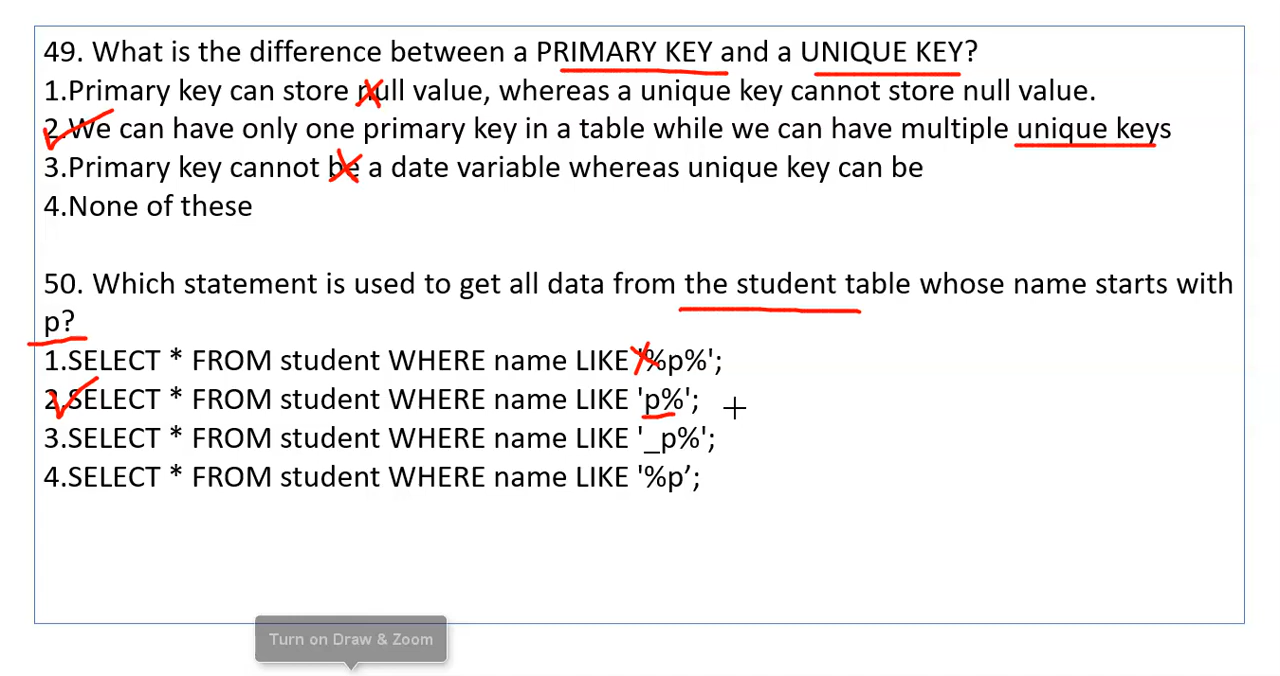 49. What is the difference between a PRIMARY KEY and a UNIQUE KEY?
1.Primary key can store null value, whereas a unique key cannot store null value.
2.We can have only one primary key in a table while we can have multiple unique keys
3.Primary key cannot be a date variable whereas unique key can be
4.None of these
50. Which statement is used to get all data from the student table whose name starts with
p?
1.SELECT * FROM student WHERE name LIKE '%p%';
2.SELECT * FROM student WHERE name LIKE 'p%';
3.SELECT * FROM student WHERE name LIKE '_p%';
4.SELECT * FROM student WHERE name LIKE '%p’;
Turn on Draw & Zoom